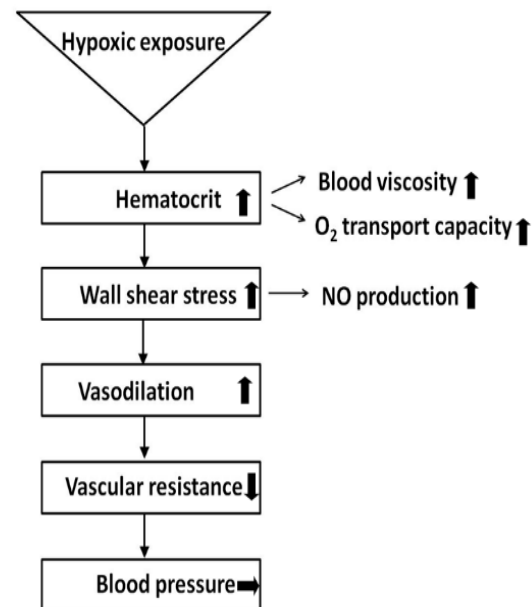 Hypoxic exposure
Hematocrit
Blood viscosity
O₂ transport capacity
Wall shear stress
NO production
Vasodilation
Vascular resistance
Blood pressure